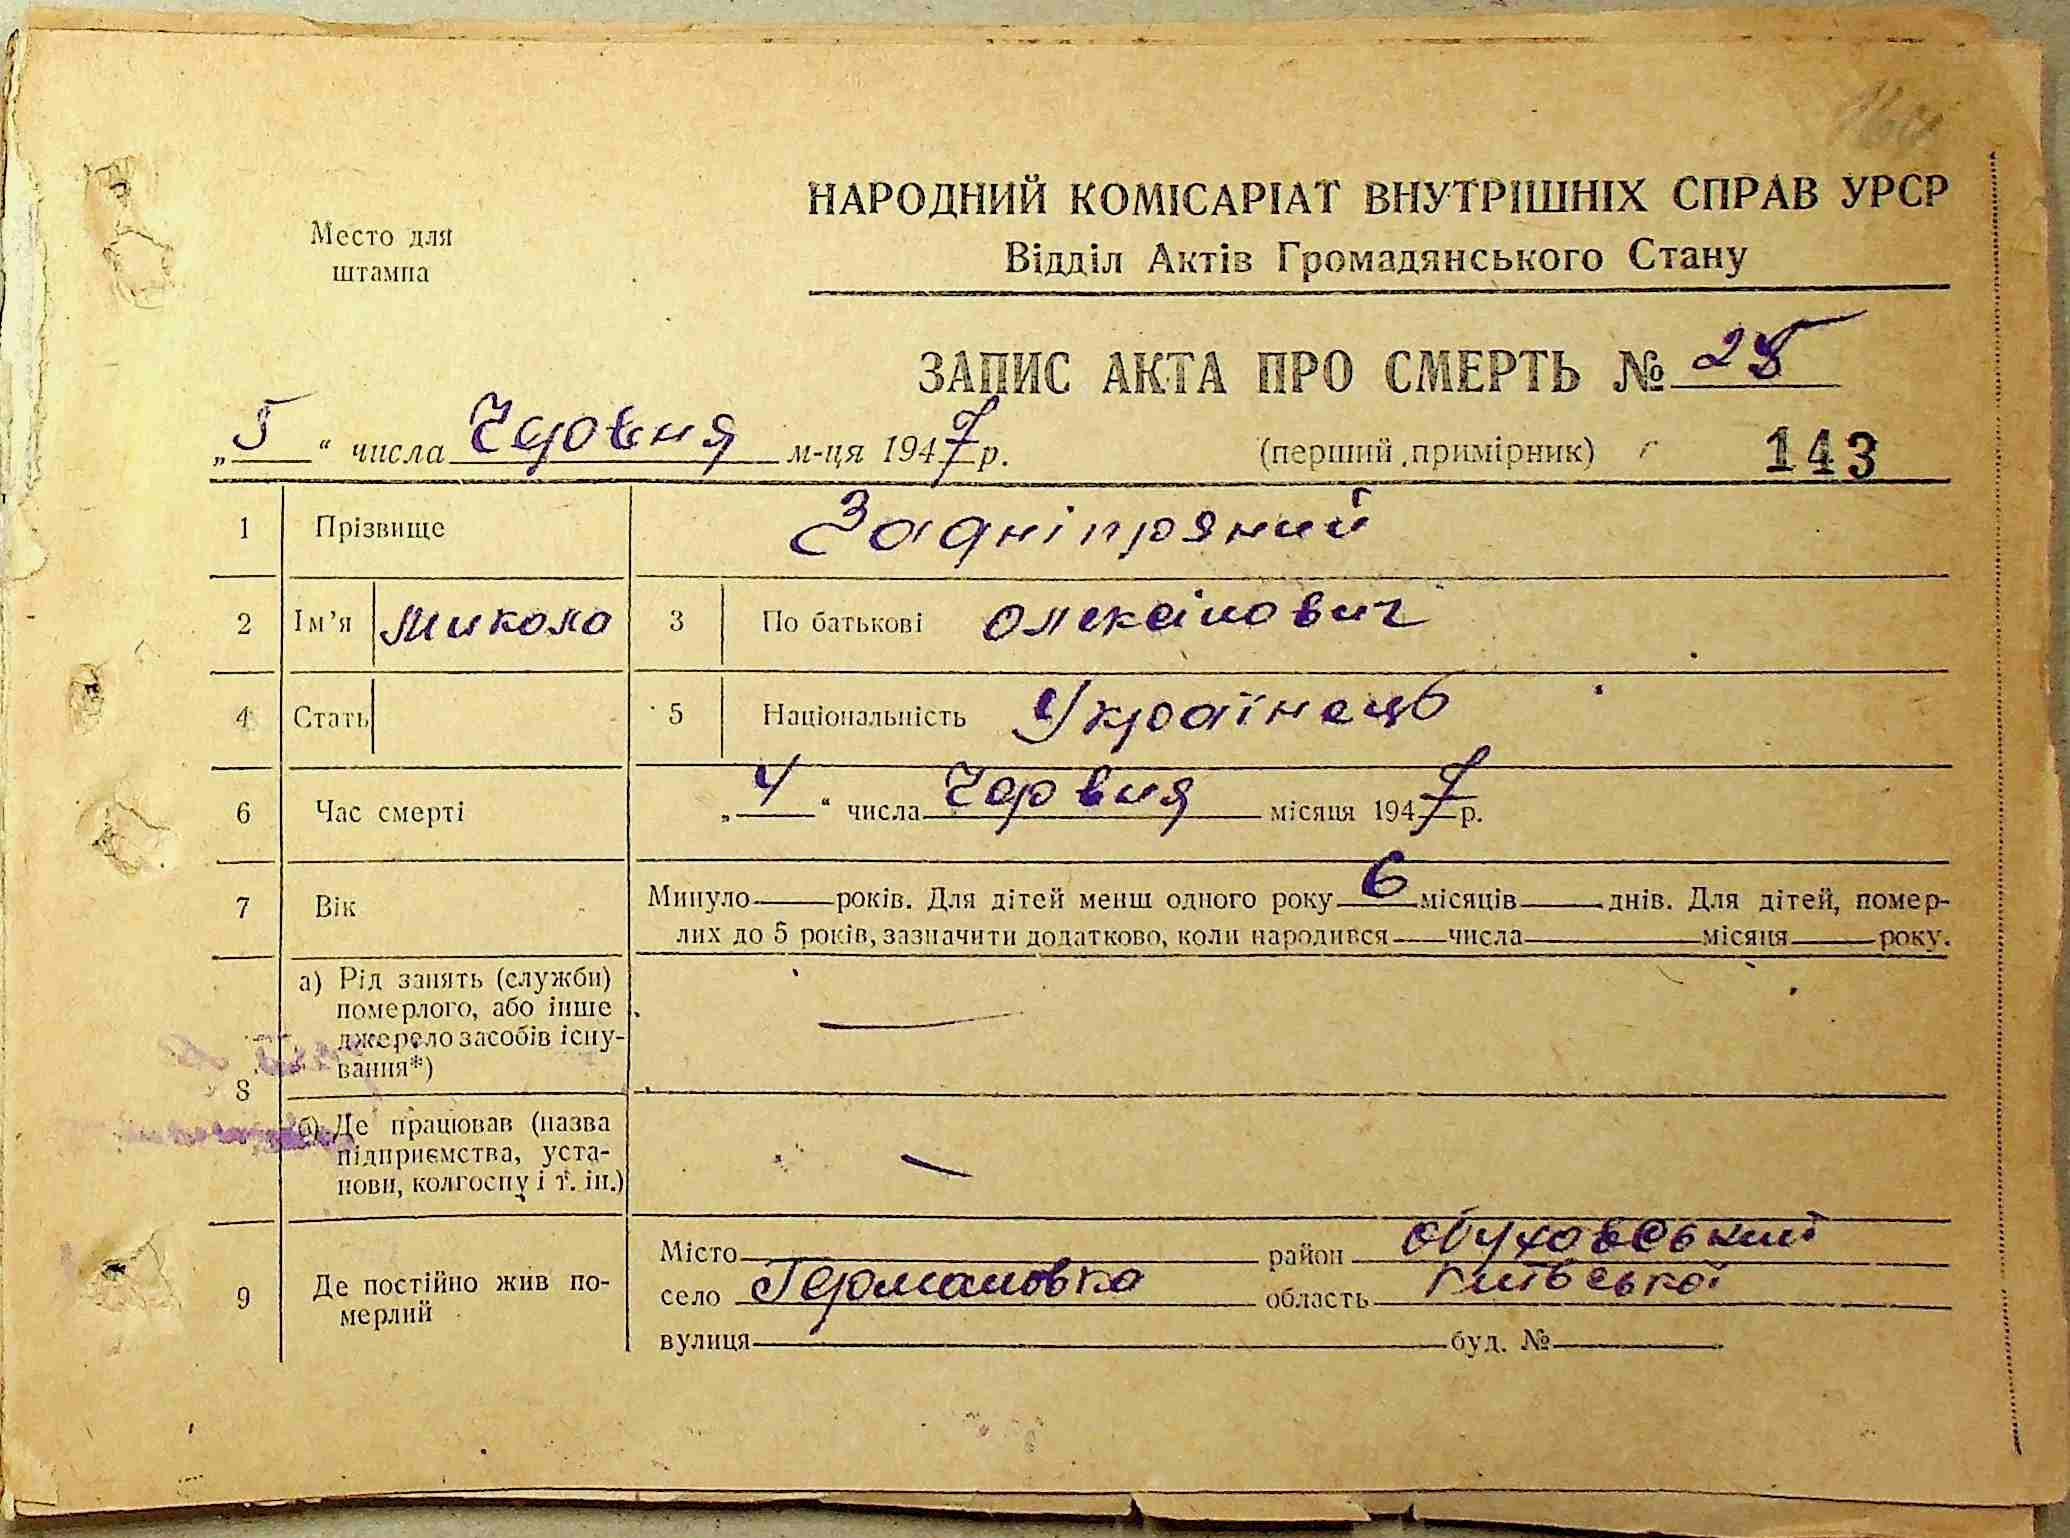 НАРОДНИЙ КОМІСАРІАТ ВНУТРІШНІХ СПРАВ УРСР
Відділ Актів Громадянського Стану
Место для
штампа
ЗАПИС АКТА ПРО СМЕРТЬ № 25
„5“ числа Червня м-ця 1947 р. (перший примірник) 143
1 Прізвище Задніпряний
2 Ім’я Микола 3 По батькові Олексійович
4 Стать 5 Національність Українець
6 Час смерті „4“ числа Червня місяця 1947 р.
7 Вік Минуло — років. Для дітей менш одного року 6 місяців — днів. Для дітей, помер-
лих до 5 років, зазначити додатково, коли народився — числа — місяця — року.
8 а) Рід занять (служби)
померлого, або інше
джерело засобів існу-
вання*) —
б) Де працював (назва
підприємства, уста-
нови, колгоспу і т. ін.) —
9 Де постійно жив по-
мерлий
Місто район Обуховський
село Германовка область Київської
вулиця буд. №